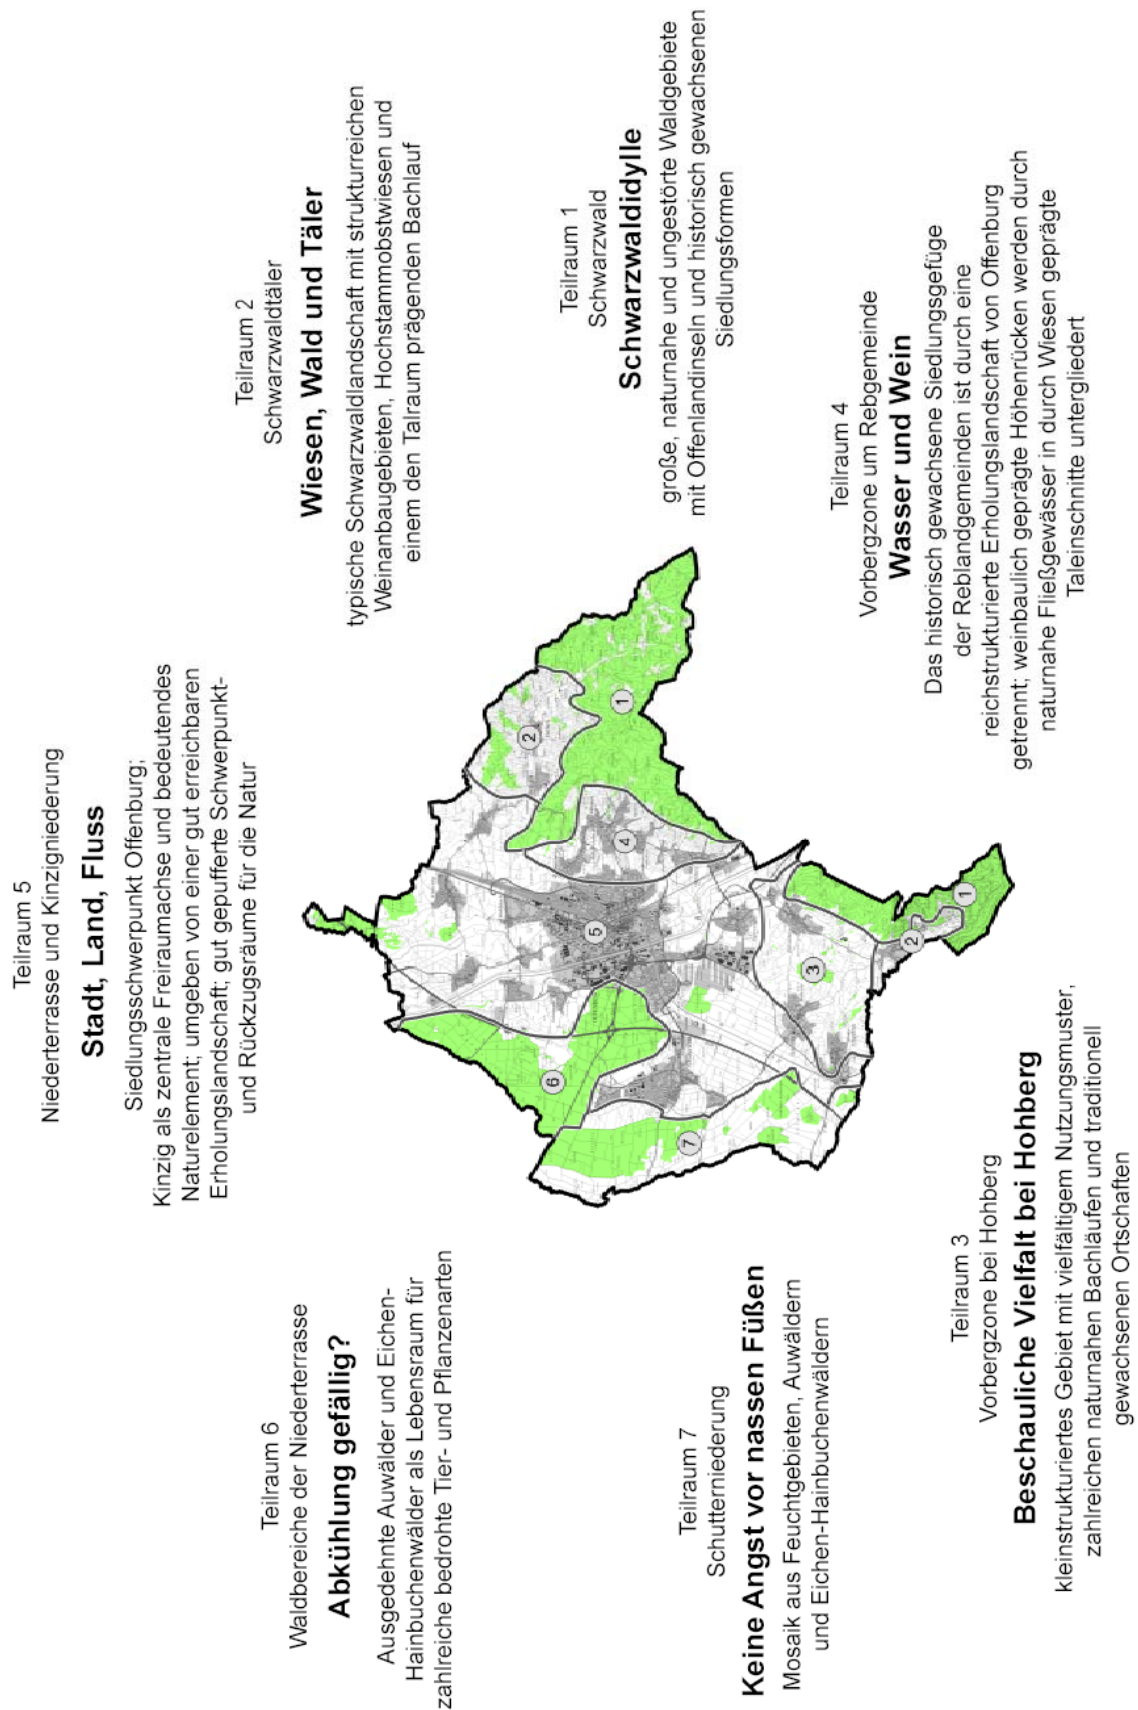 Teilraum 5
Niederterrasse und Kinzigniederung
Stadt, Land, Fluss
Siedlungsschwerpunkt Offenburg;
Kinzig als zentrale Freiraumachse und bedeutendes
Naturelement; umgeben von einer gut erreichbaren
Erholungslandschaft, gut gepufferte Schwerpunkt-
und Rückzugsräume für die Natur
Teilraum 6
Waldbereiche der Niederterrasse
Abkühlung gefällig?
Ausgedehnte Auwälder und Eichen-
Hainbuchenwälder als Lebensraum für
zahlreiche bedrohte Tier- und Pflanzenarten
Teilraum 2
Schwarzwaldtäler
Wiesen, Wald und Täler
typische Schwarzwaldlandschaft mit strukturreichen
Weinanbaugebieten, Hochstammobstwiesen und
einem den Talraum prägenden Bachlauf
Teilraum 7
Schutterniederung
Keine Angst vor nassen Füßen
Mosaik aus Feuchtgebieten, Auwäldern
und Eichen-Hainbuchenwäldern
Teilraum 1
Schwarzwald
Schwarzwaldidylle
große, naturnahe und ungestörte Waldgebiete
mit Offenlandinseln und historisch gewachsenen
Siedlungsformen
Teilraum 3
Vorbergzone bei Hohberg
Beschauliche Vielfalt bei Hohberg
kleinstrukturiertes Gebiet mit vielfältigem Nutzungsmuster,
zahlreichen naturnahen Bachläufen und traditionell
gewachsenen Ortschaften
Teilraum 4
Vorbergzone um Rebgemeinde
Wasser und Wein
Das historisch gewachsene Siedlungsgefüge
der Reblandgemeinden ist durch eine
reichstrukturierte Erholungslandschaft von Offenburg
getrennt; weinbaulich geprägte Höhenrücken werden durch
naturnahe Fließgewässer in durch Wiesen geprägte
Taleinschnitte untergliedert
2
6
5
4
1
7
3
2
1